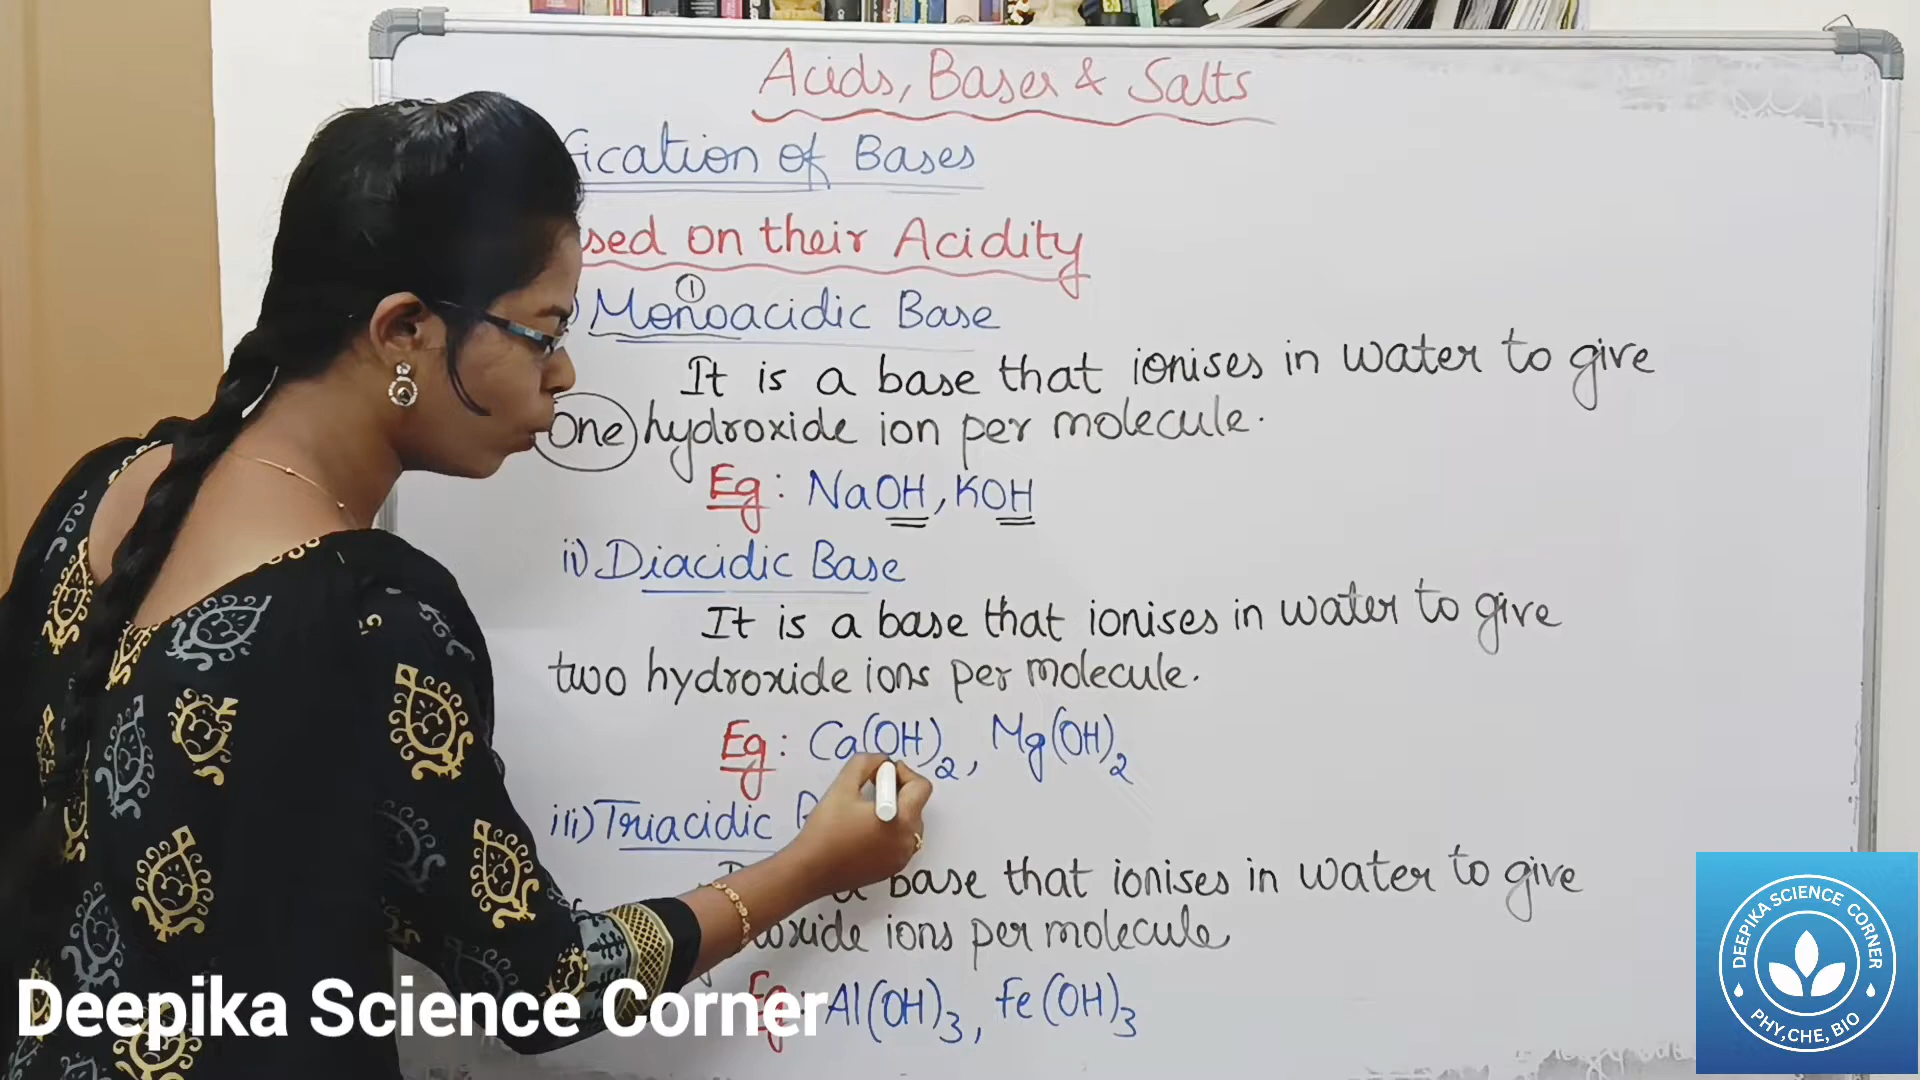 Acids, Bases & Salts
fication of Bases
sed on their Acidity
1
) Monoacidic Base
It is a base that ionises in water to give
One hydroxide ion per molecule.
Eg: NaOH, KOH
ii) Diacidic Base
It is a base that ionises in water to give
two hydroxide ions per molecule.
Eg: Ca(OH)2, Mg(OH)2
iii) Triacidic
a base that ionises in water to give
oxide ions per molecule
Eg: Al(OH)3, Fe(OH)3
Deepika Science Corner
DEEPIKA SCIENCE CORNER
PHY,CHE, BIO